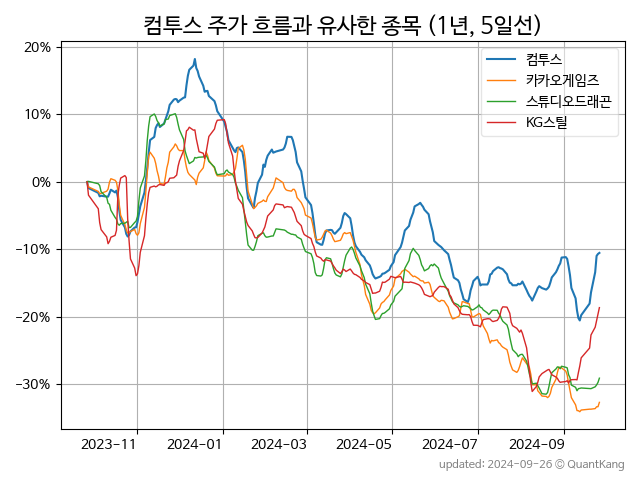 컴투스 주가 흐름과 유사한 종목 (1년, 5일선)
컴투스
카카오게임즈
스튜디오드래곤
KG스틸
20%
10%
0%
−10%
−20%
−30%
2023-11
2024-01
2024-03
2024-05
2024-07
2024-09
updated: 2024-09-26 © QuantKang